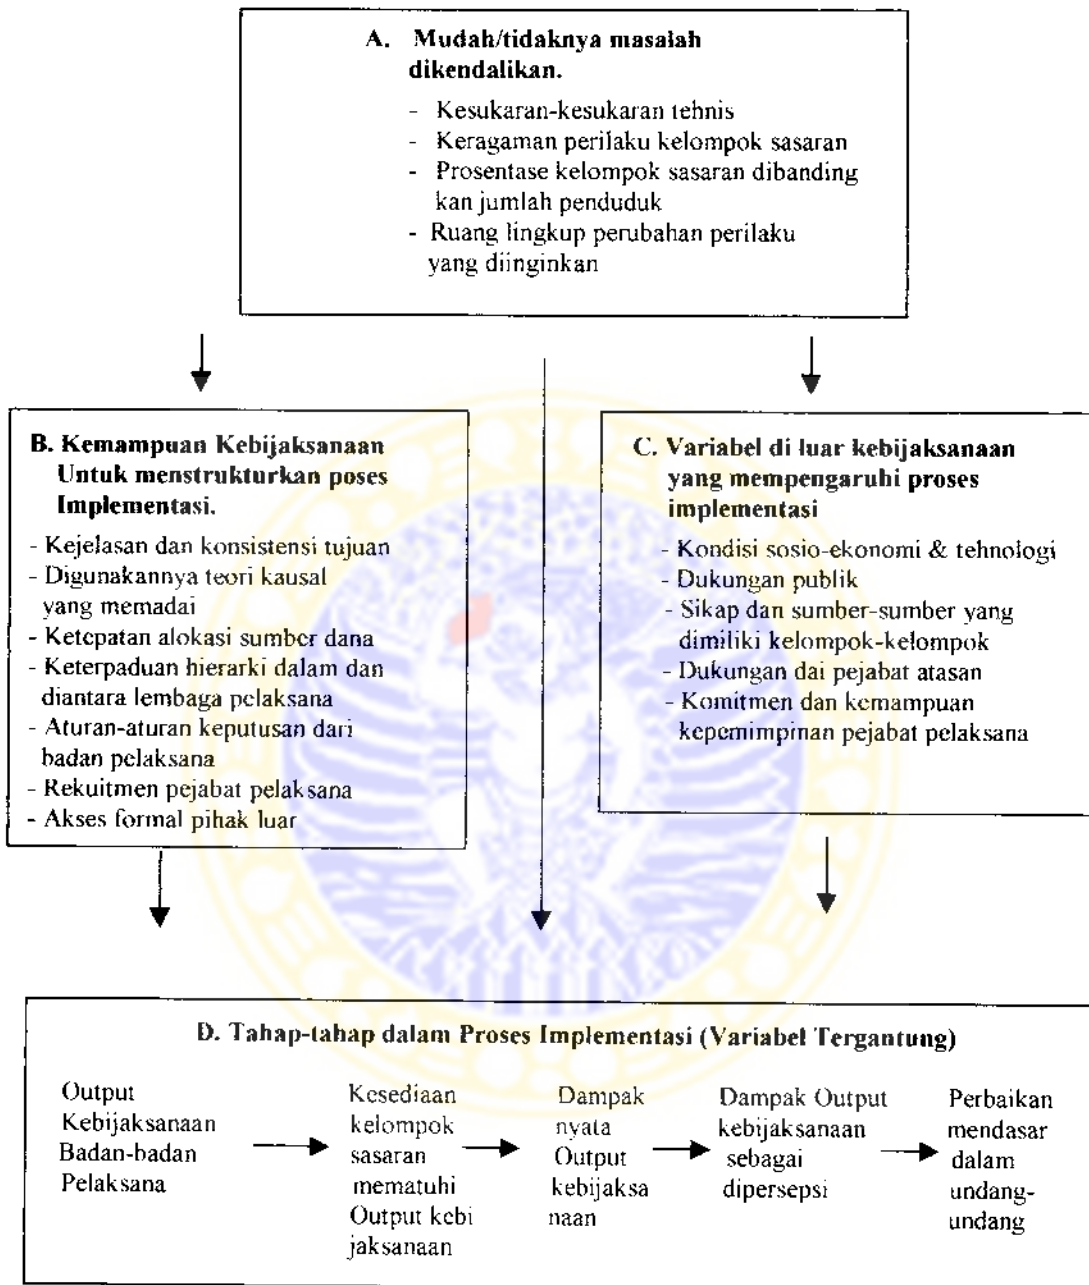 A. Mudah/tidaknya masalah
dikendalikan.
- Kesukaran-kesukaran tehnis
- Keragaman perilaku kelompok sasaran
- Prosentase kelompok sasaran dibanding
kan jumlah penduduk
- Ruang lingkup perubahan perilaku
yang diinginkan
B. Kemampuan Kebijaksanaan
Untuk menstrukturkan poses
Implementasi.
- Kejelasan dan konsistensi tujuan
- Digunakannya teori kausal
yang memadai
- Ketepatan alokasi sumber dana
- Keterpaduan hierarki dalam dan
diantara lembaga pelaksana
- Aturan-aturan keputusan dari
badan pelaksana
- Rekuitmen pejabat pelaksana
- Akses formal pihak luar
C. Variabel di luar kebijaksanaan
yang mempengaruhi proses
implementasi
- Kondisi sosio-ekonomi & tehnologi
- Dukungan publik
- Sikap dan sumber-sumber yang
dimiliki kelompok-kelompok
- Dukungan dai pejabat atasan
- Komitmen dan kemampuan
kepemimpinan pejabat pelaksana
D. Tahap-tahap dalam Proses Implementasi (Variabel Tergantung)
Output
Kebijaksanaan
Badan-badan
Pelaksana
Kesediaan
kelompok
sasaran
mematuhi
Output kebi
jaksanaan
Dampak
nyata
Output
kebijaksa
naan
Dampak Output
kebijaksanaan
sebagai
dipersepsi
Perbaikan
mendasar
dalam
undang-
undang